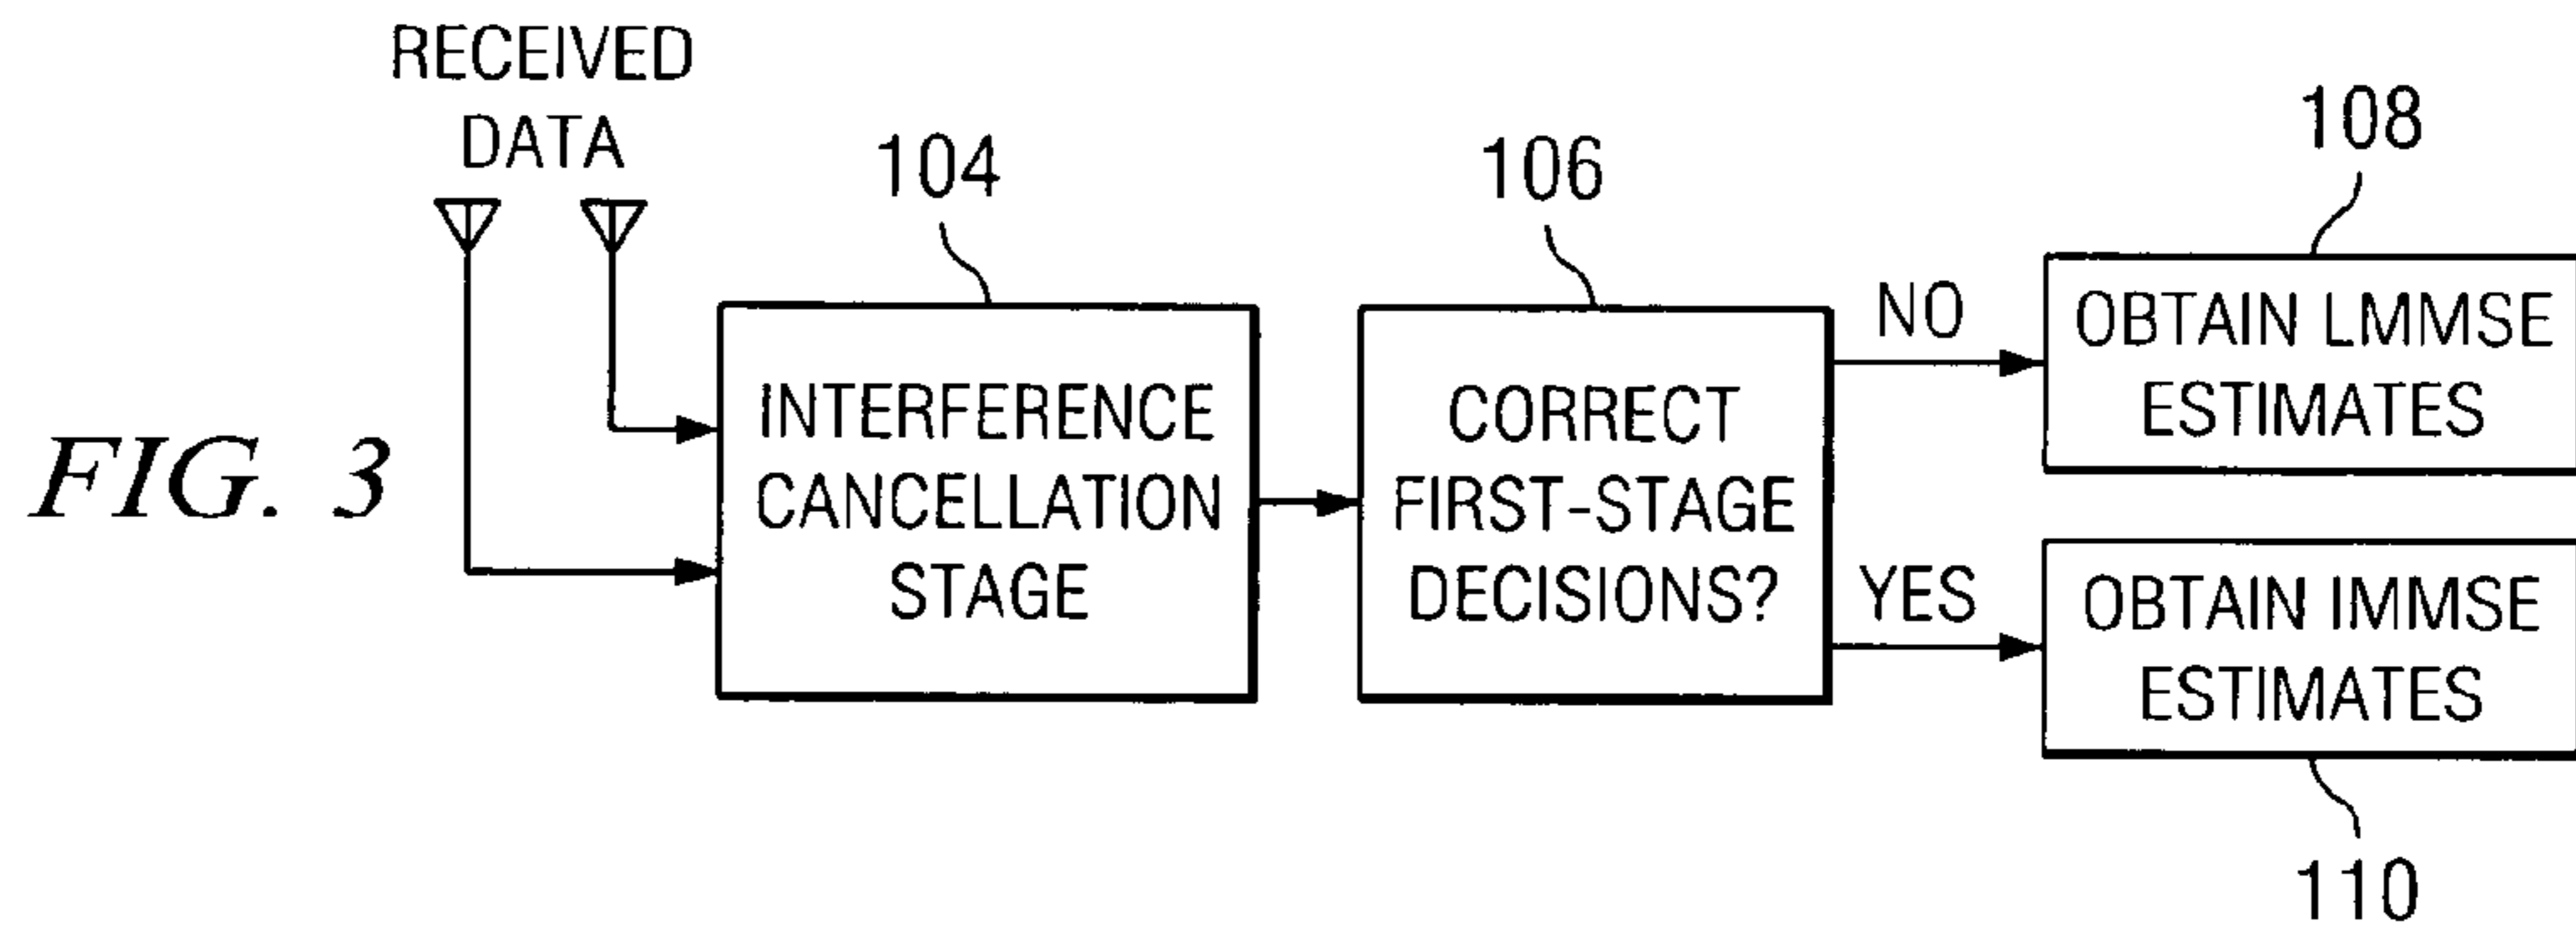 RECEIVED
DATA
104
106
108
INTERFERENCE
CANCELLATION
STAGE
CORRECT
FIRST-STAGE
DECISIONS?
NO
YES
OBTAIN LMMSE
ESTIMATES
OBTAIN IMMSE
ESTIMATES
110
FIG. 3